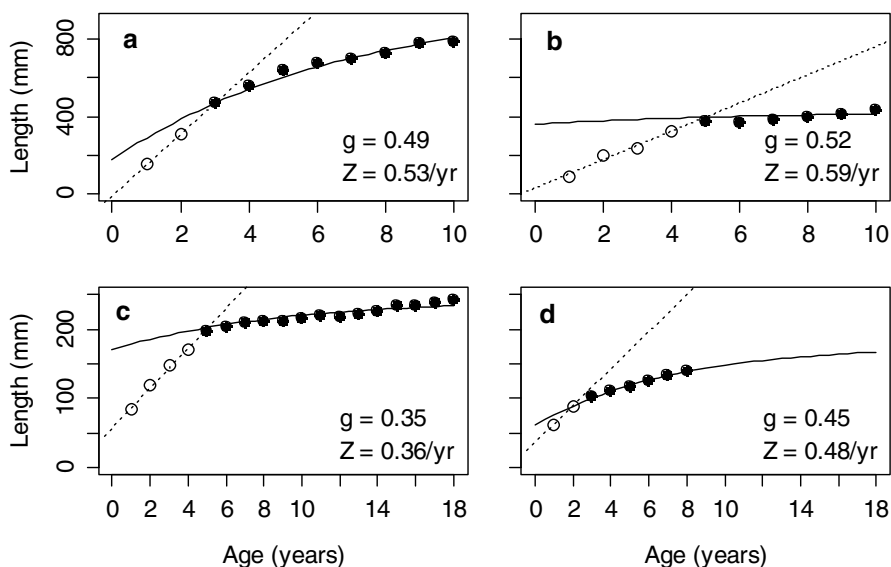 a
g = 0.49
Z = 0.53/yr
Length (mm)
0 400 800
0 2 4 6 8 10
b
g = 0.52
Z = 0.59/yr
0 2 4 6 8 10
c
g = 0.35
Z = 0.36/yr
Length (mm)
0 100 200
0 2 4 6 8 10 14 18
Age (years)
d
g = 0.45
Z = 0.48/yr
0 2 4 6 8 10 14 18
Age (years)